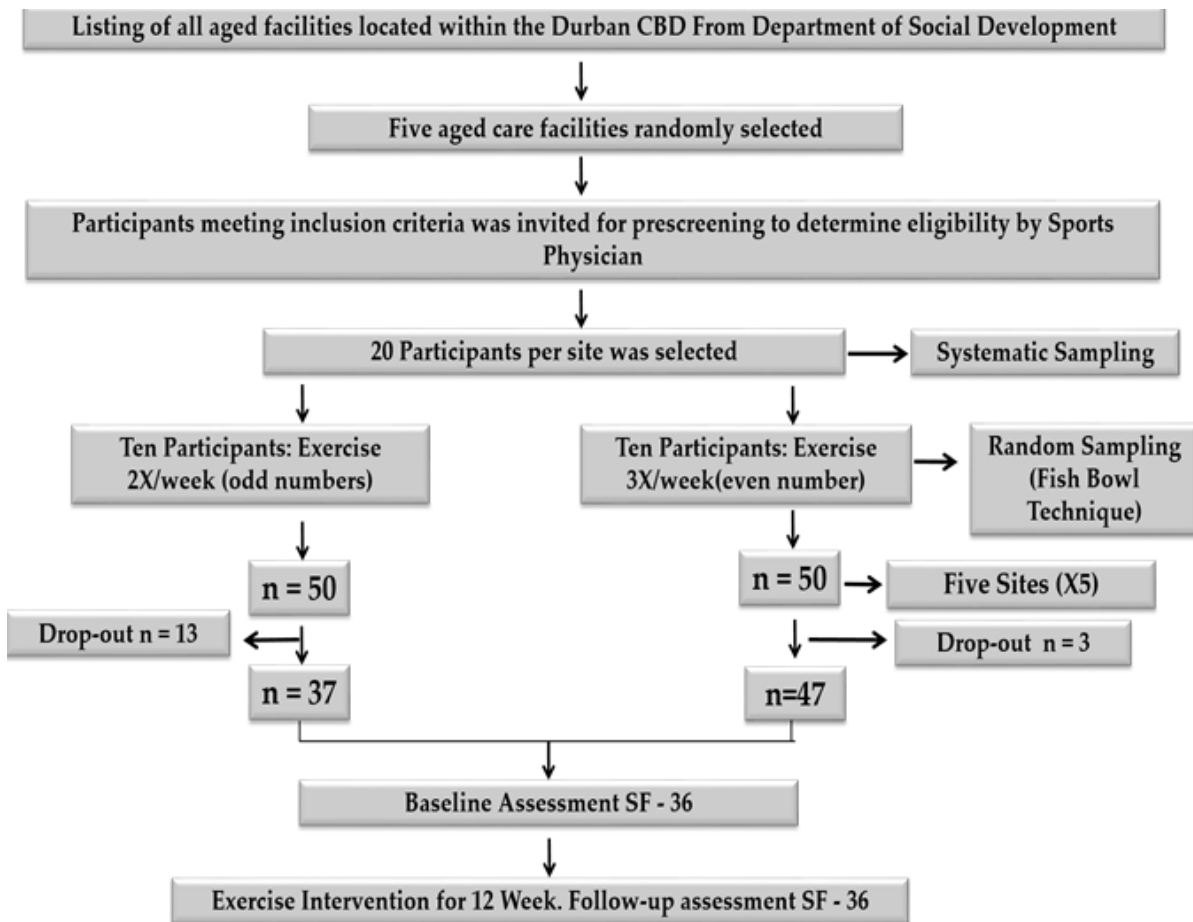 Listing of all aged facilities located within the Durban CBD From Department of Social Development
Five aged care facilities randomly selected
Participants meeting inclusion criteria was invited for prescreening to determine eligibility by Sports
Physician
20 Participants per site was selected
Systematic Sampling
Ten Participants: Exercise
2X/week (odd numbers)
Ten Participants: Exercise
3X/week(even number)
Random Sampling
(Fish Bowl
Technique)
n = 50
n = 50
Five Sites (X5)
Drop-out n = 13
Drop-out n = 3
n = 37
n=47
Baseline Assessment SF - 36
Exercise Intervention for 12 Week. Follow-up assessment SF - 36